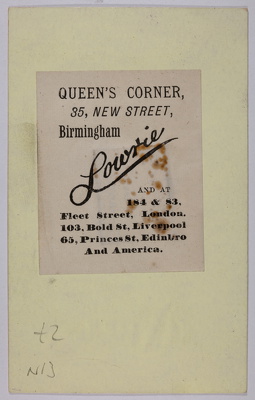 QUEEN'S CORNER,
35, NEW STREET,
Birmingham
Lowrie
AND AT
184 & 83,
Fleet Street, London.
103, Bold St, Liverpool
65, Princes St, Edinbro
And America.
£2
N13